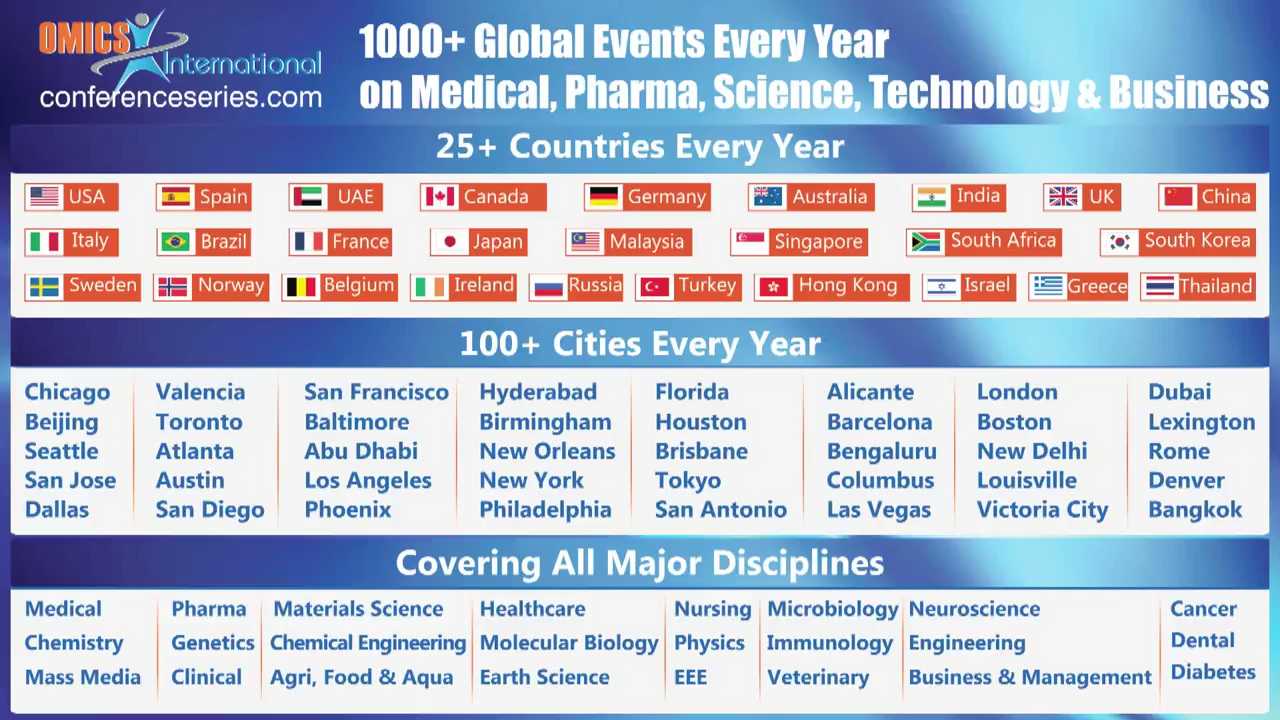 OMICS International
conferenceseries.com
1000+ Global Events Every Year
on Medical, Pharma, Science, Technology & Business
25+ Countries Every Year
USA Spain UAE Canada Germany Australia India UK China
Italy Brazil France Japan Malaysia Singapore South Africa South Korea
Sweden Norway Belgium Ireland Russia Turkey Hong Kong Israel Greece Thailand
100+ Cities Every Year
Chicago Valencia San Francisco Hyderabad Florida Alicante London Dubai
Beijing Toronto Baltimore Birmingham Houston Barcelona Boston Lexington
Seattle Atlanta Abu Dhabi New Orleans Brisbane Bengaluru New Delhi Rome
San Jose Austin Los Angeles New York Tokyo Columbus Louisville Denver
Dallas San Diego Phoenix Philadelphia San Antonio Las Vegas Victoria City Bangkok
Covering All Major Disciplines
Medical Pharma Materials Science Healthcare Nursing Microbiology Neuroscience Cancer
Chemistry Genetics Chemical Engineering Molecular Biology Physics Immunology Engineering Dental
Mass Media Clinical Agri, Food & Aqua Earth Science EEE Veterinary Business & Management Diabetes